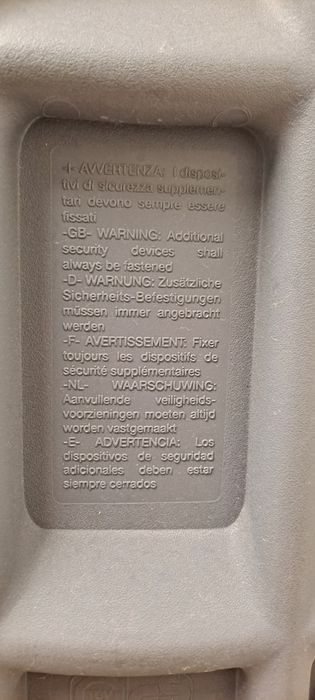 -I- AVVERTENZA: I disposi-
tivi di sicurezza supplemen-
tari devono sempre essere
fissati
-GB- WARNING: Additional
security devices shall
always be fastened
-D- WARNUNG: Zusätzliche
Sicherheits-Befestigungen
müssen immer angebracht
werden
-F- AVERTISSEMENT: Fixer
toujours les dispositifs de
sécurité supplémentaires
-NL- WAARSCHUWING:
Aanvullende veiligheids-
voorzieningen moeten altijd
worden vastgemaakt
-E- ADVERTENCIA: Los
dispositivos de seguridad
adicionales deben estar
siempre cerrados